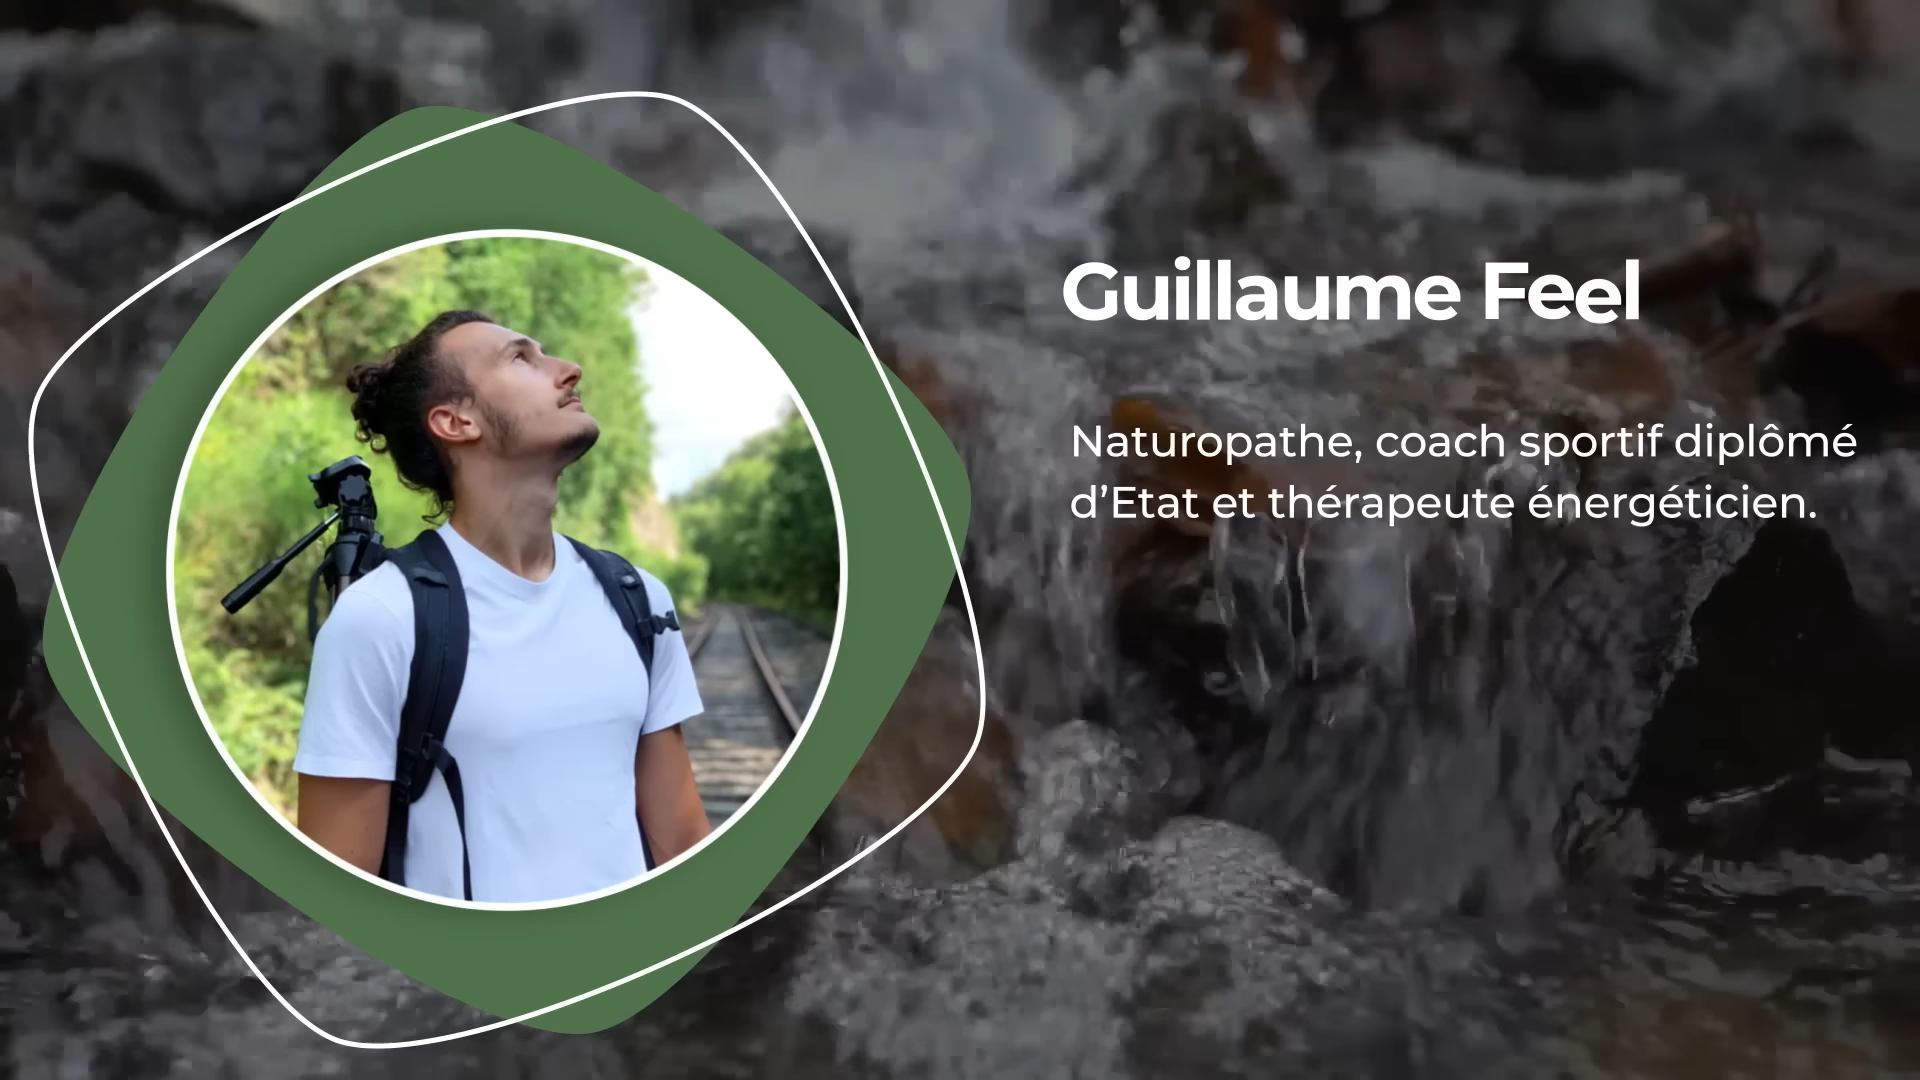 Guillaume Feel
Naturopathe, coach sportif diplômé
d’Etat et thérapeute énergéticien.